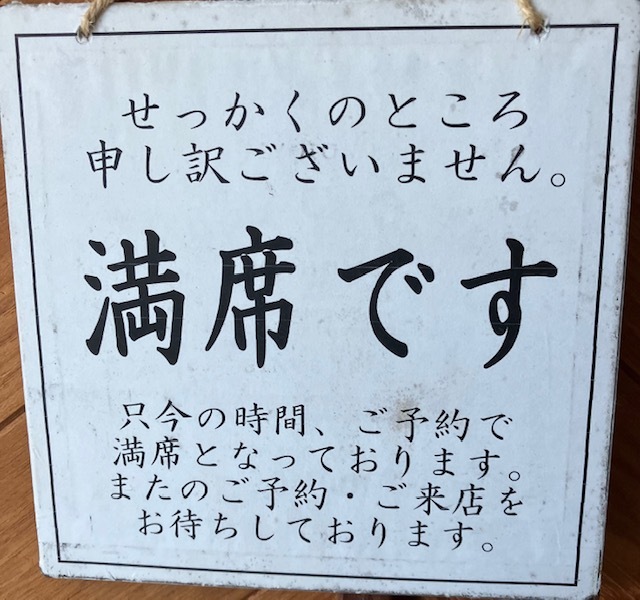 せっかくのところ
申し訳ございません。
満席です
只今の時間、ご予約で
満席となっております。
またのご予約・ご来店を
お待ちしております。